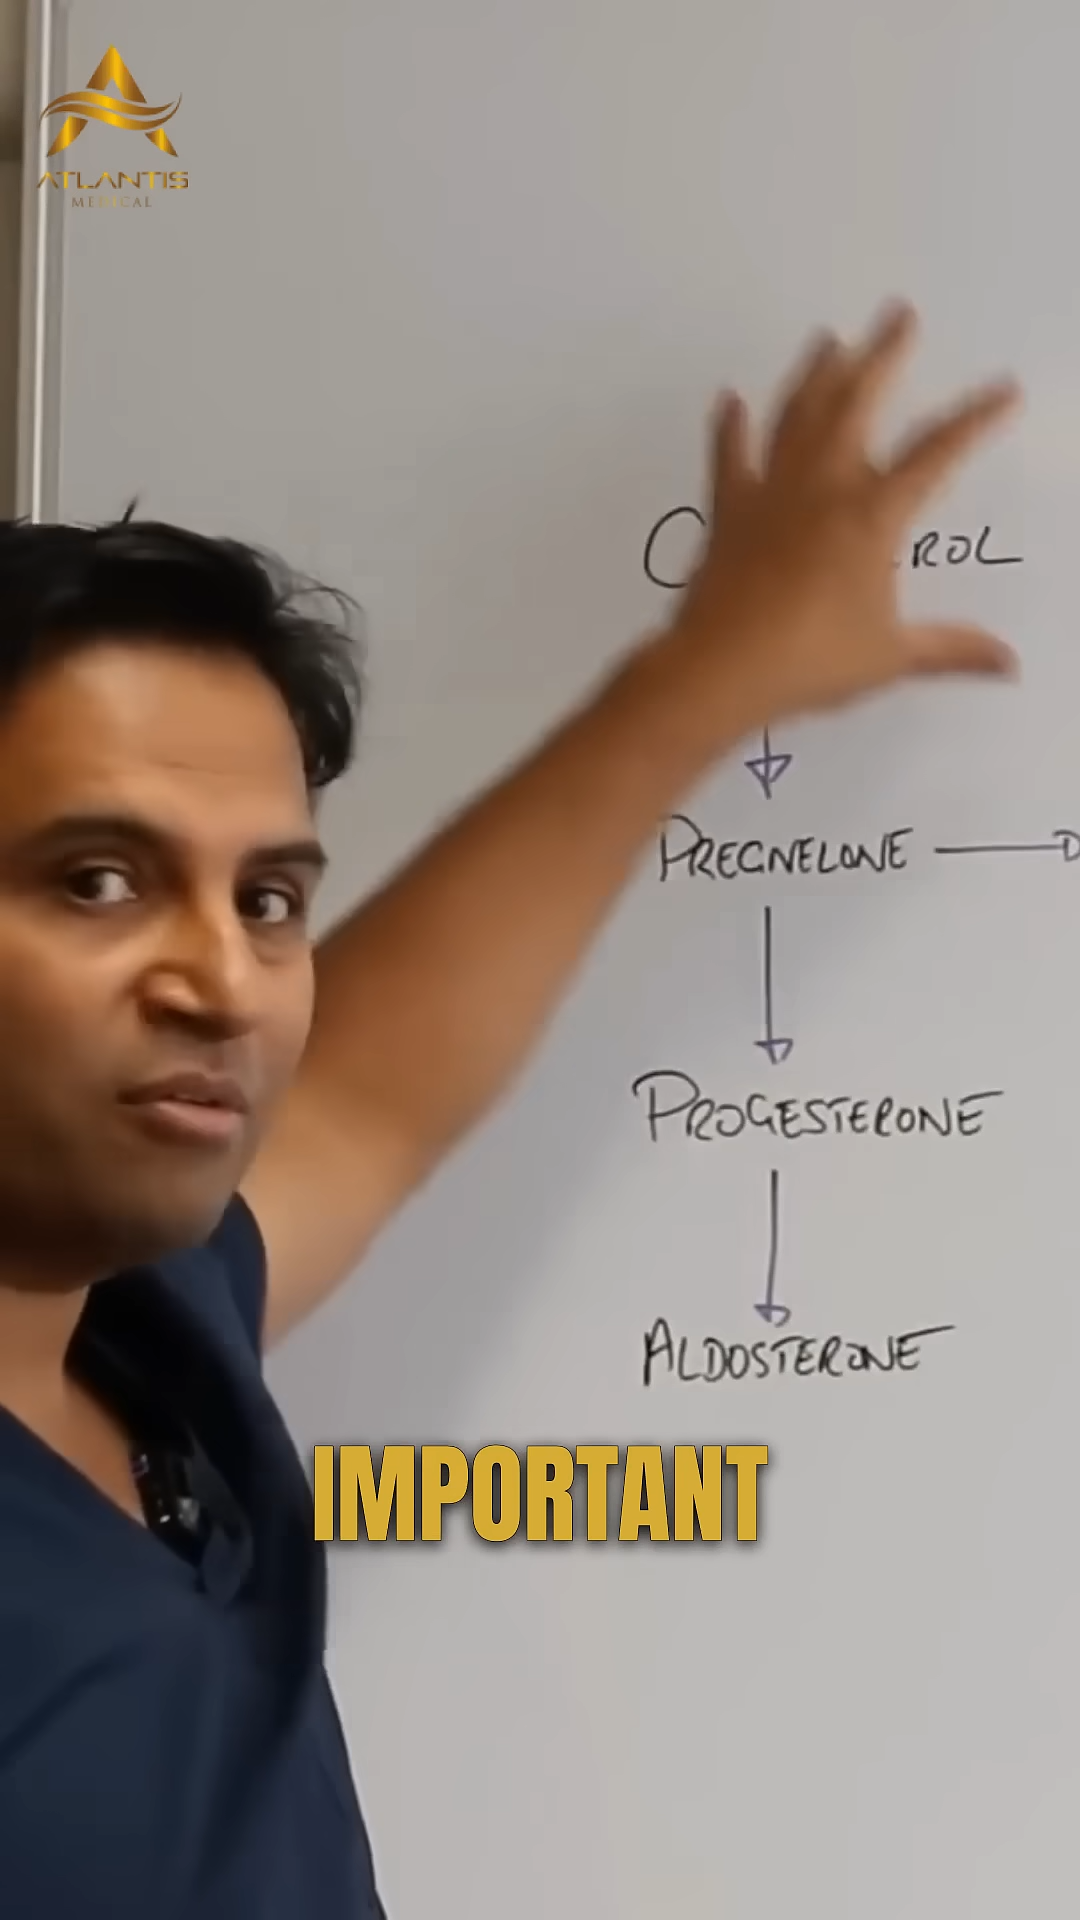 ATLANTIS
MEDICAL
PREGNELONE
PROGESTERONE
ALDOSTERONE
IMPORTANT